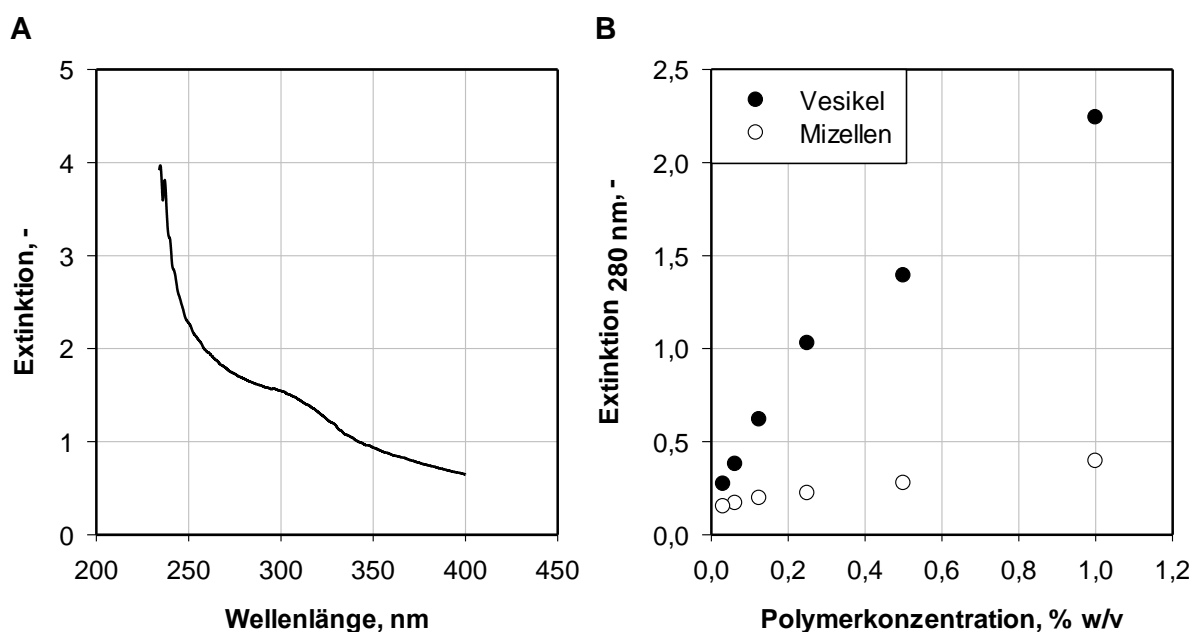 A
5
4
3
2
1
0
Extinktion, -
200 250 300 350 400 450
Wellenlänge, nm
B
2,5
2,0
1,5
1,0
0,5
0,0
Extinktion 280 nm, -
Vesikel
Mizellen
0,0 0,2 0,4 0,6 0,8 1,0 1,2
Polymerkonzentration, % w/v